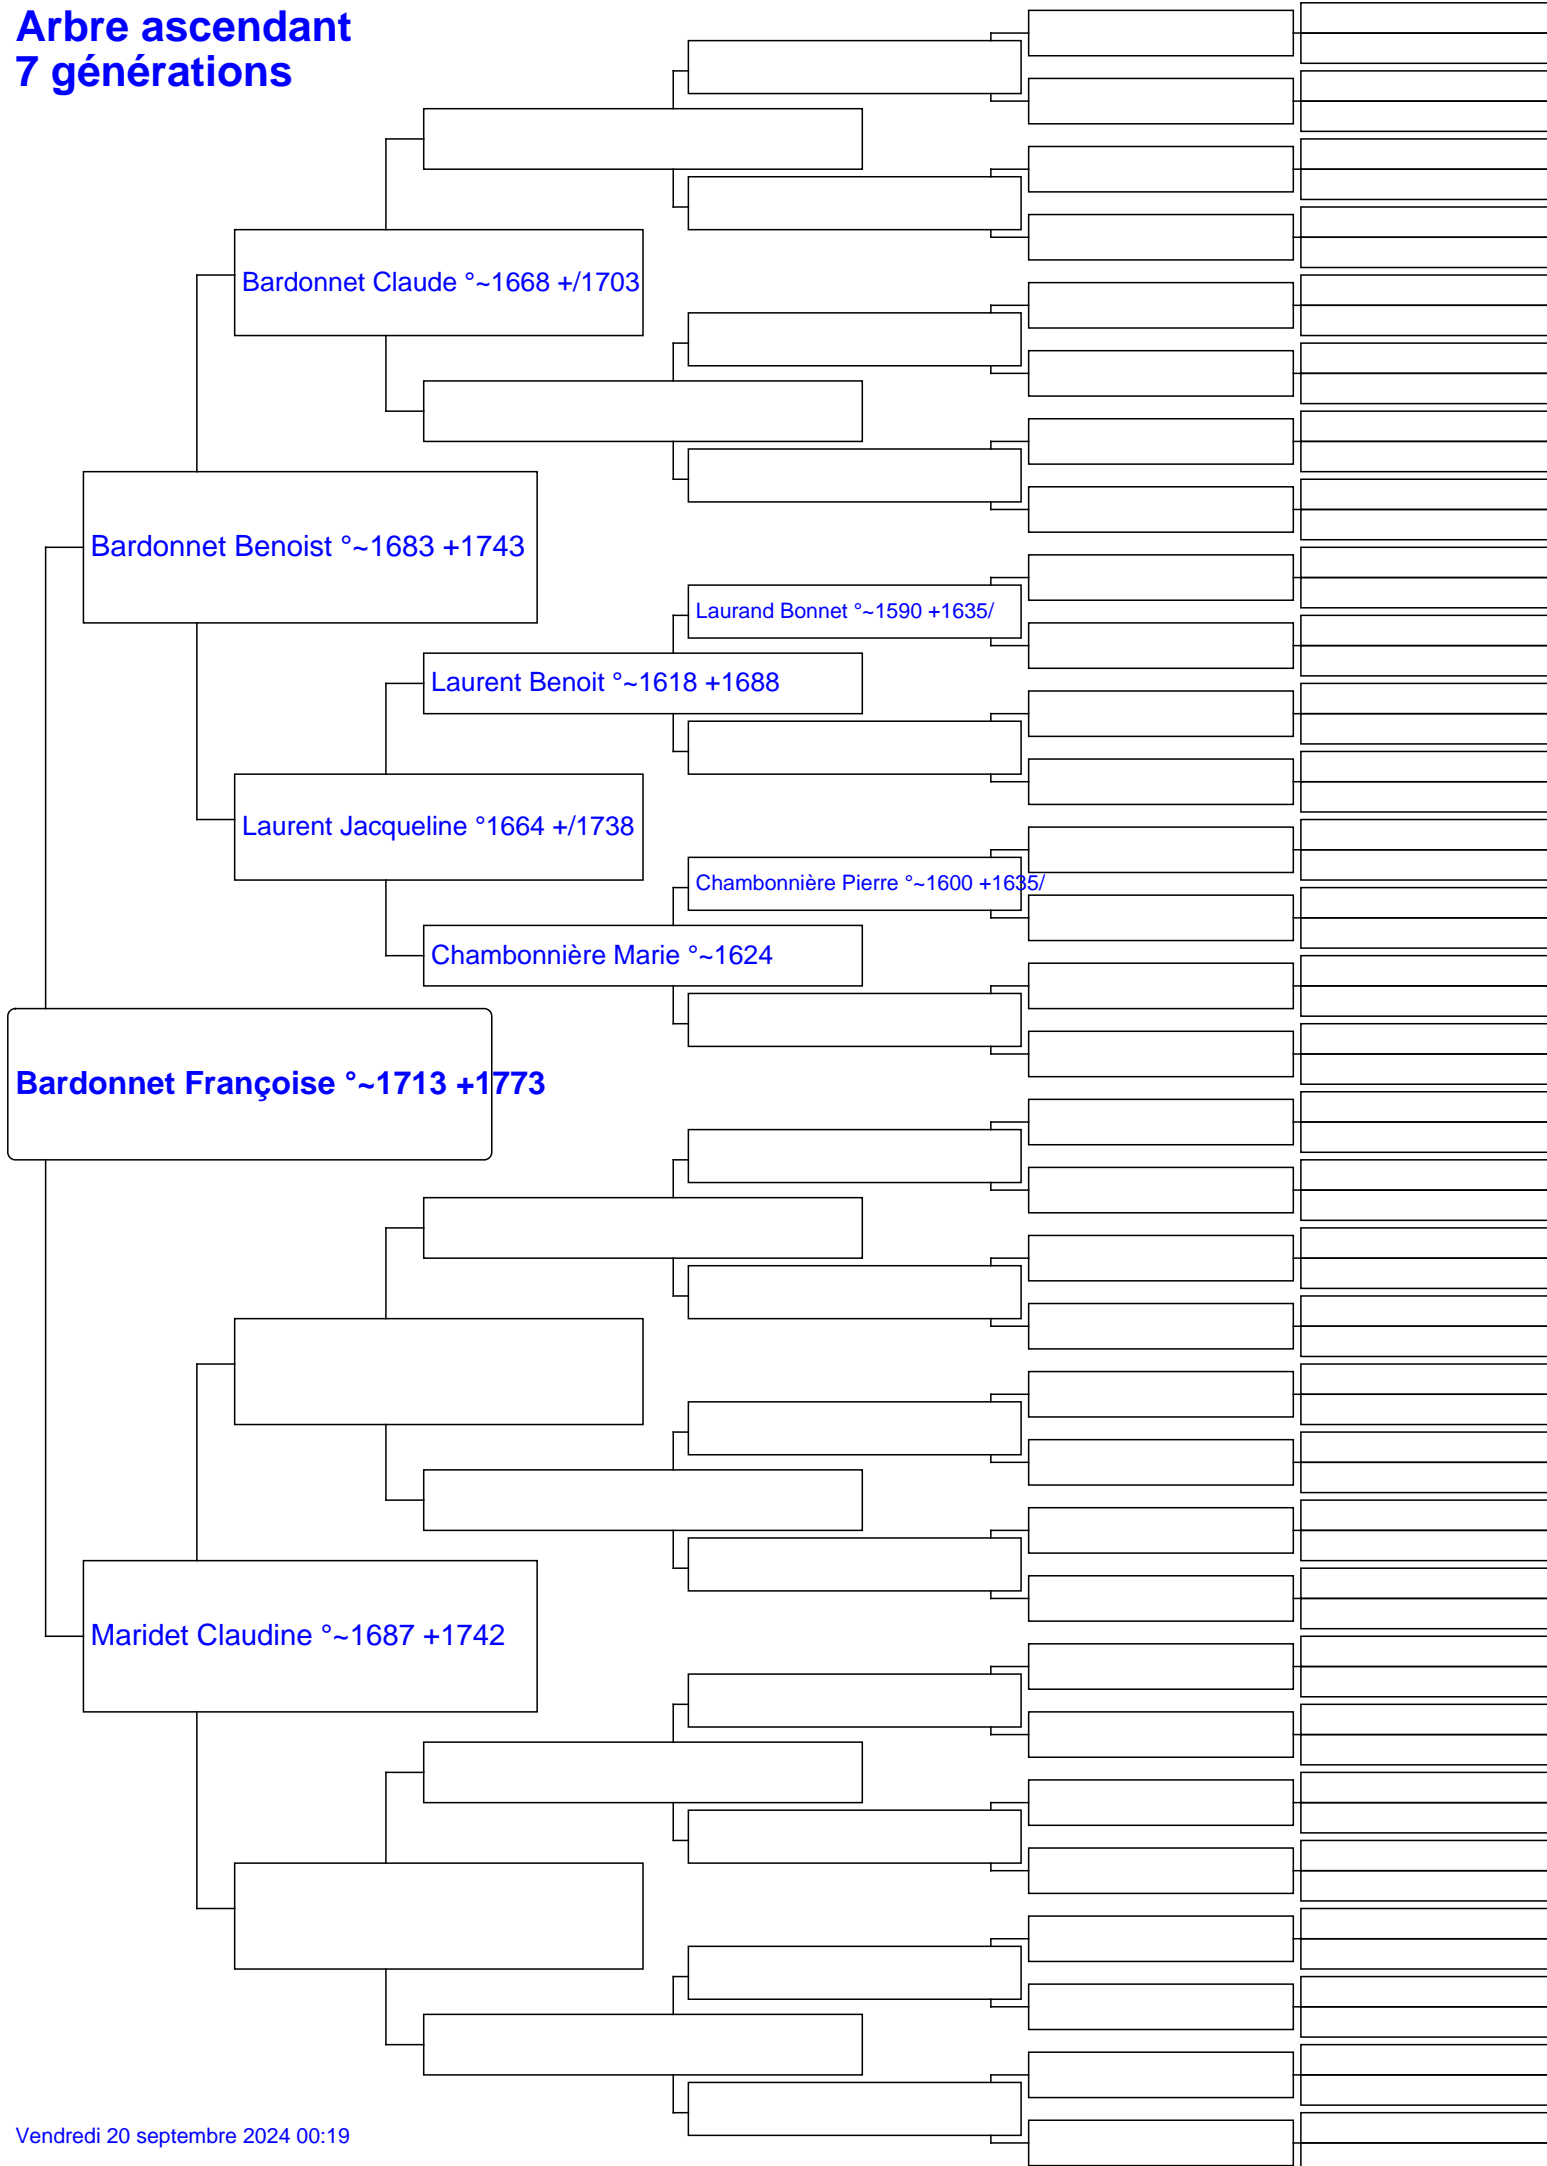 Arbre ascendant
7 générations
Bardonnet Claude °~1668 +/1703
Bardonnet Benoist °~1683 +1743
Laurand Bonnet °~1590 +1635/
Laurent Benoit °~1618 +1688
Laurent Jacqueline °1664 +/1738
Chambonnière Pierre °~1600 +1635/
Chambonnière Marie °~1624
Bardonnet Françoise °~1713 +1773
Maridet Claudine °~1687 +1742
Vendredi 20 septembre 2024 00:19